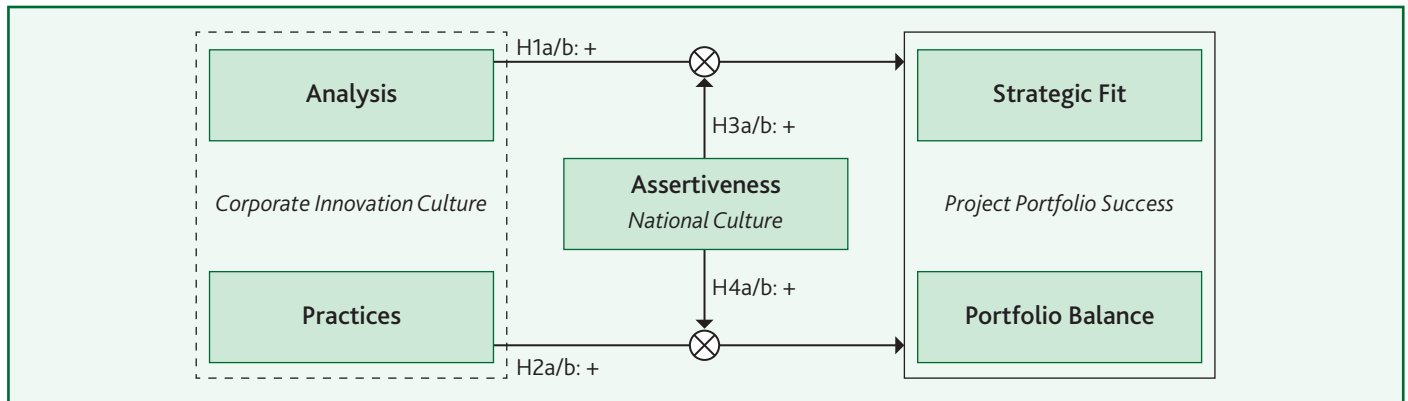 H1a/b: +
Analysis
Strategic Fit
H3a/b: +
Assertiveness
National Culture
Corporate Innovation Culture
Project Portfolio Success
H4a/b: +
Practices
Portfolio Balance
H2a/b: +